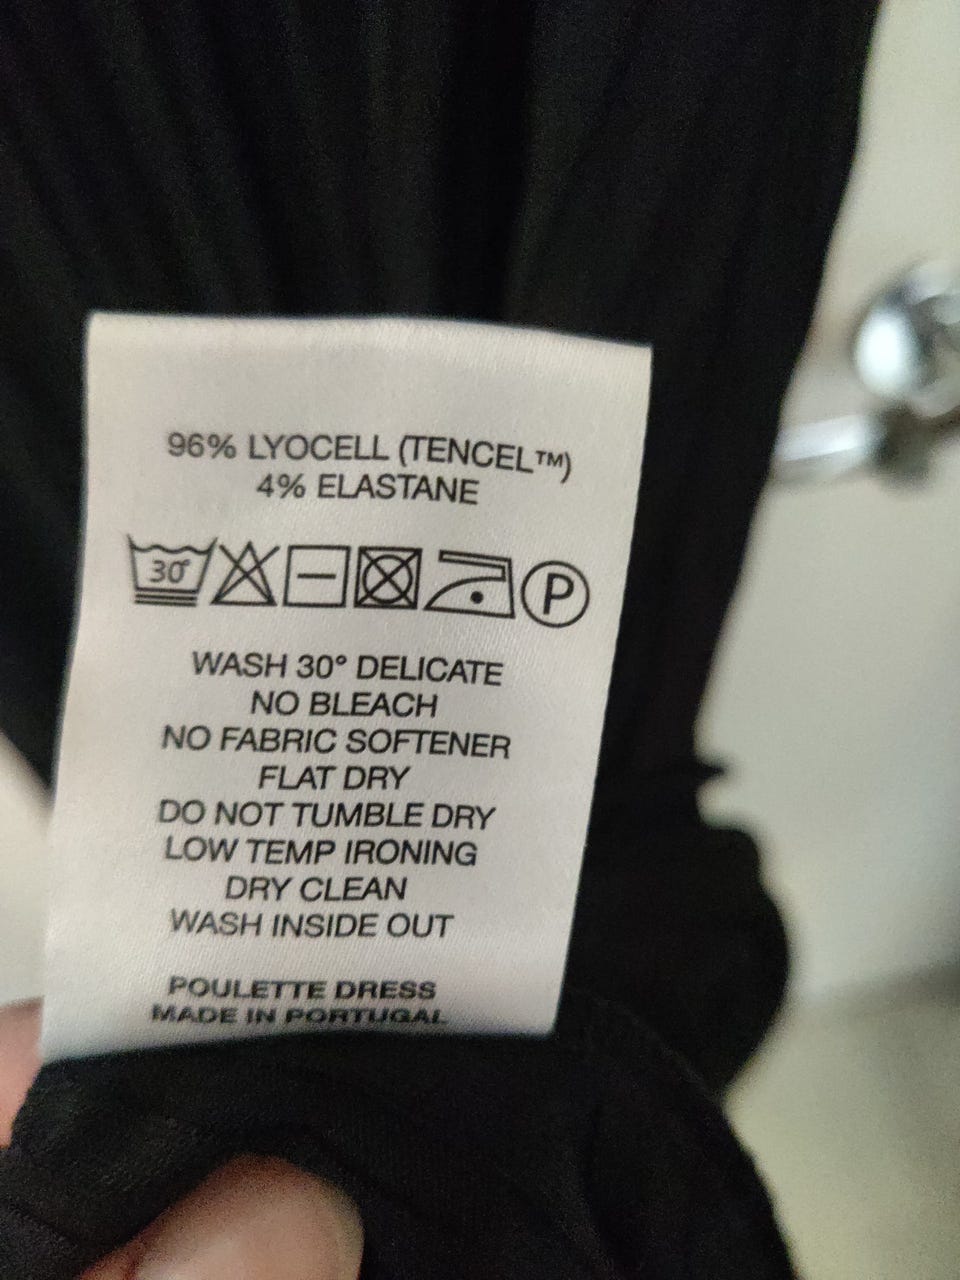 96% LYOCELL (TENCEL™)
4% ELASTANE
30° P
WASH 30° DELICATE
NO BLEACH
NO FABRIC SOFTENER
FLAT DRY
DO NOT TUMBLE DRY
LOW TEMP IRONING
DRY CLEAN
WASH INSIDE OUT
POULETTE DRESS
MADE IN PORTUGAL